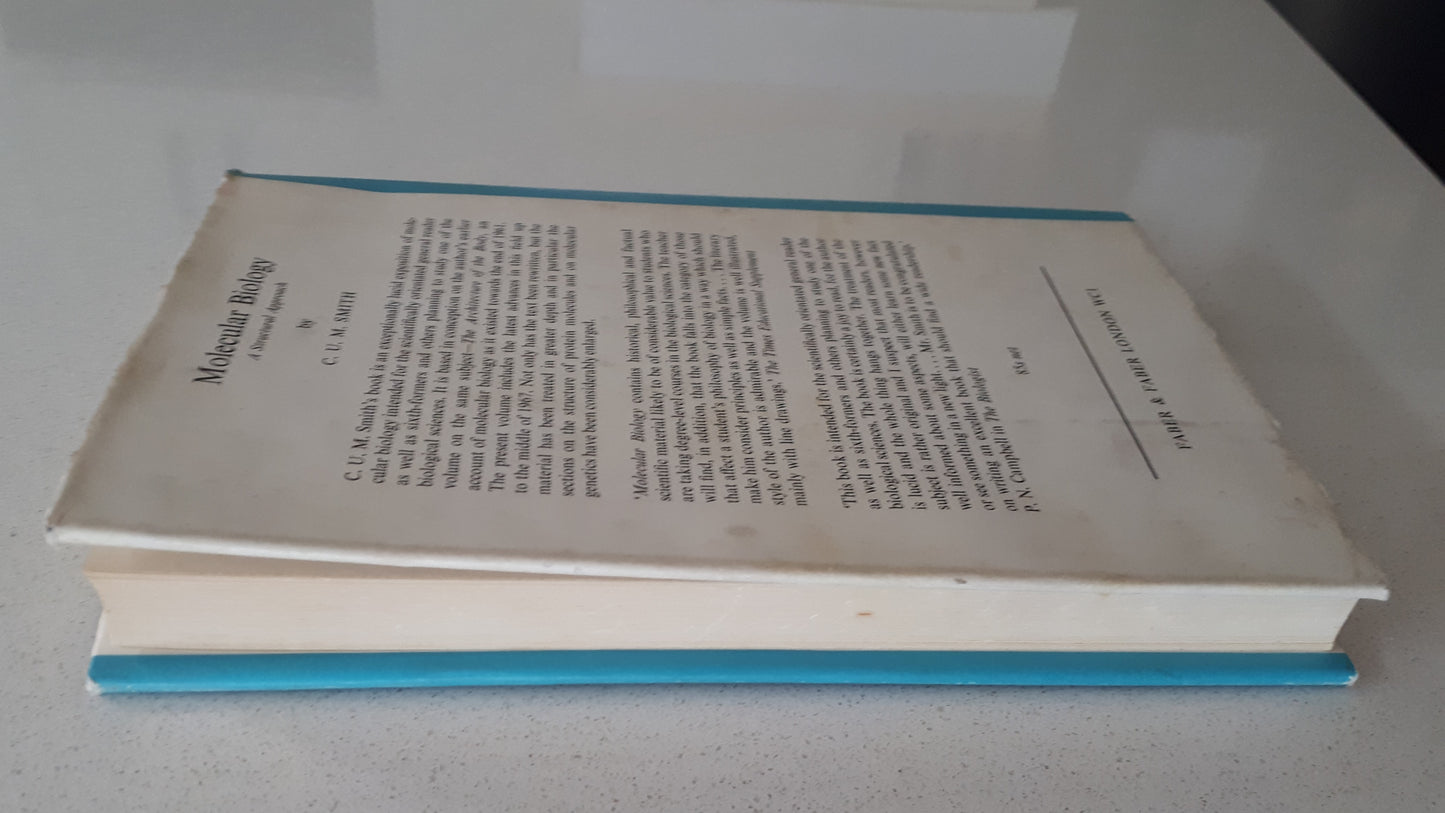 Molecular Biology
A Structural Approach
by
C. U. M. SMITH
C. U. M. Smith's book is an exceptionally lucid exposition of mole-
cular biology intended for the scientifically orientated general reader
as well as sixth-formers and others planning to study one of the
biological sciences. It is based in conception on the author's earlier
volume on the same subject—The Architecture of the Body, an
account of molecular biology as it existed towards the end of 1961.
The present volume includes the latest advances in this field up
to the middle of 1967. Not only has the text been rewritten, but the
material has been treated in greater depth and in particular the
sections on the structure of protein molecules and on molecular
genetics have been considerably enlarged.
'Molecular Biology contains historical, philosophical and factual
scientific material likely to be of considerable value to students who
are taking degree-level courses in the biological sciences. The teacher
will find, in addition, that the book falls into the category of those
that affect a student's philosophy of biology in a way which should
make him consider principles as well as simple facts. . . . The literary
style of the author is admirable and the volume is well illustrated,
mainly with line drawings.' The Times Educational Supplement
'This book is intended for the scientifically orientated general reader
as well as sixth-formers and others planning to study one of the
biological sciences. The book is certainly a joy to read, for the author
is lucid and the whole thing hangs together. The treatment of the
subject is rather original and I suspect that most readers, however
well informed about some aspects, will either learn some new fact
or see something in a new light. . . . Mr. Smith is to be congratulated
on writing an excellent book that should find a wide readership.
P. N. Campbell in The Biologist
85s net
FABER & FABER LONDON WC1